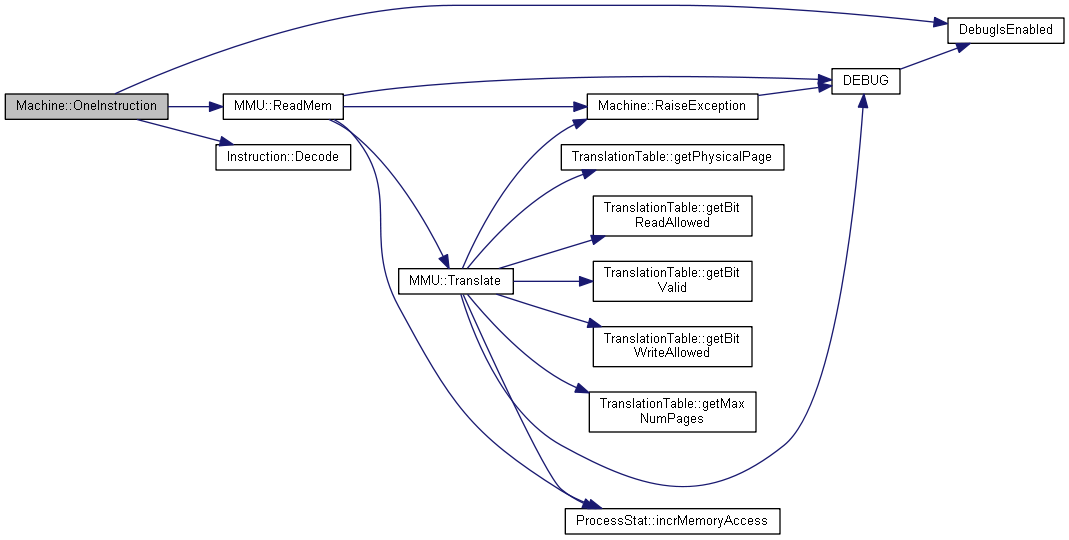 DebugIsEnabled
DEBUG
Machine::OneInstruction
MMU::ReadMem
Machine::RaiseException
Instruction::Decode
TranslationTable::getPhysicalPage
TranslationTable::getBit
ReadAllowed
MMU::Translate
TranslationTable::getBit
Valid
TranslationTable::getBit
WriteAllowed
TranslationTable::getMax
NumPages
ProcessStat::incrMemoryAccess